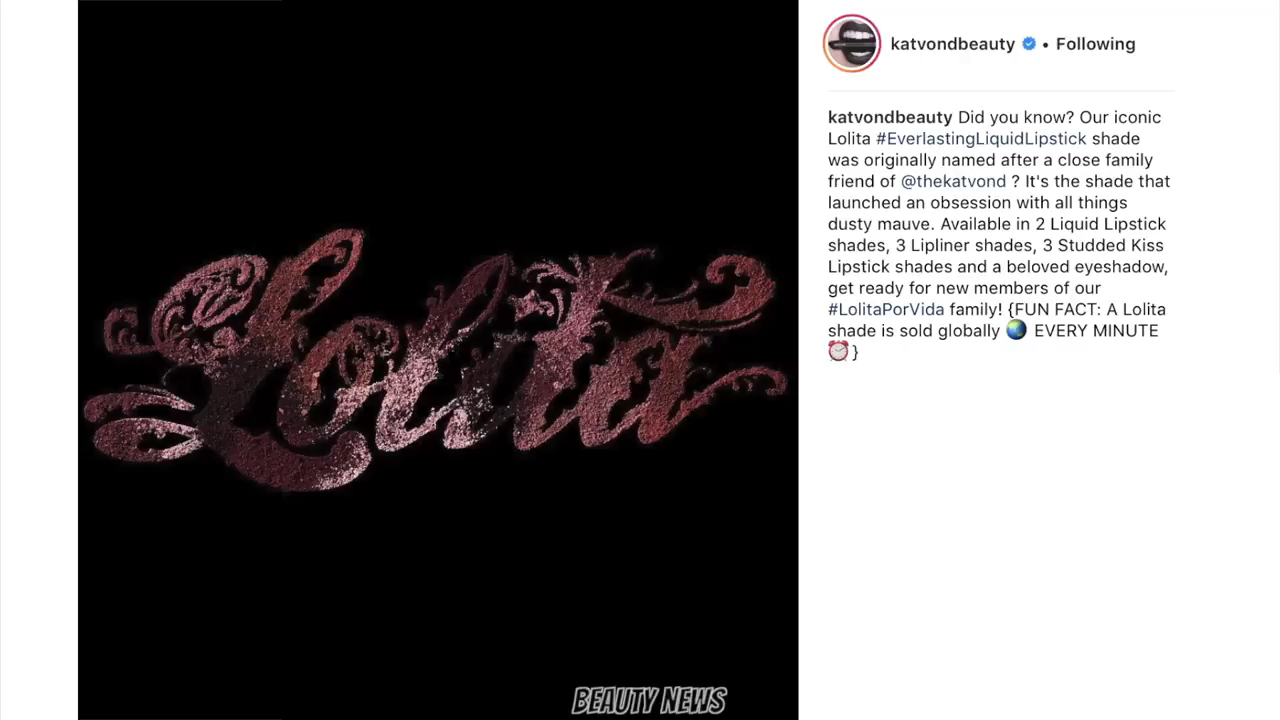 Lolita
BEAUTY NEWS
katvondbeauty • Following
katvondbeauty Did you know? Our iconic
Lolita #EverlastingLiquidLipstick shade
was originally named after a close family
friend of @thekatvond ? It's the shade that
launched an obsession with all things
dusty mauve. Available in 2 Liquid Lipstick
shades, 3 Lipliner shades, 3 Studded Kiss
Lipstick shades and a beloved eyeshadow,
get ready for new members of our
#LolitaPorVida family! {FUN FACT: A Lolita
shade is sold globally 🌏 EVERY MINUTE
⏰ }